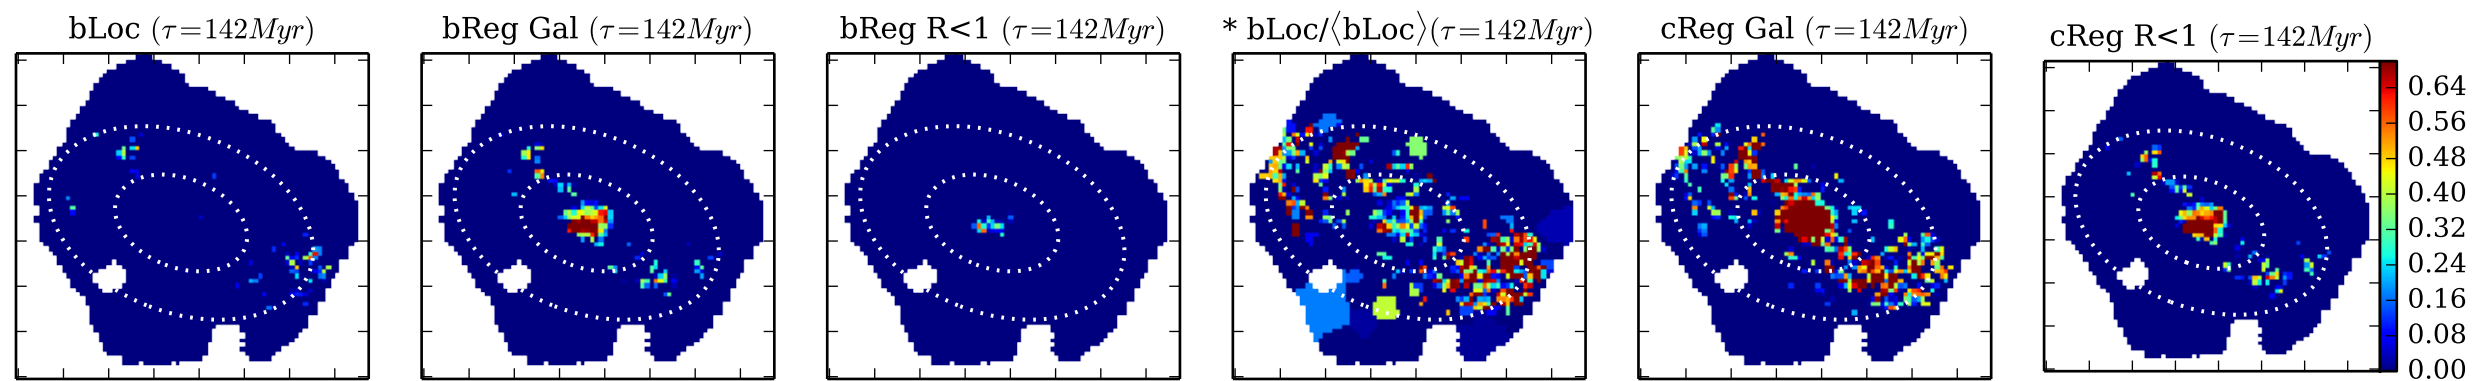 bLoc (τ=142Myr)
bReg Gal (τ=142Myr)
bReg R<1 (τ=142Myr)
* bLoc/⟨bLoc⟩(τ=142Myr)
cReg Gal (τ=142Myr)
cReg R<1 (τ=142Myr)
0.64
0.56
0.48
0.40
0.32
0.24
0.16
0.08
0.00